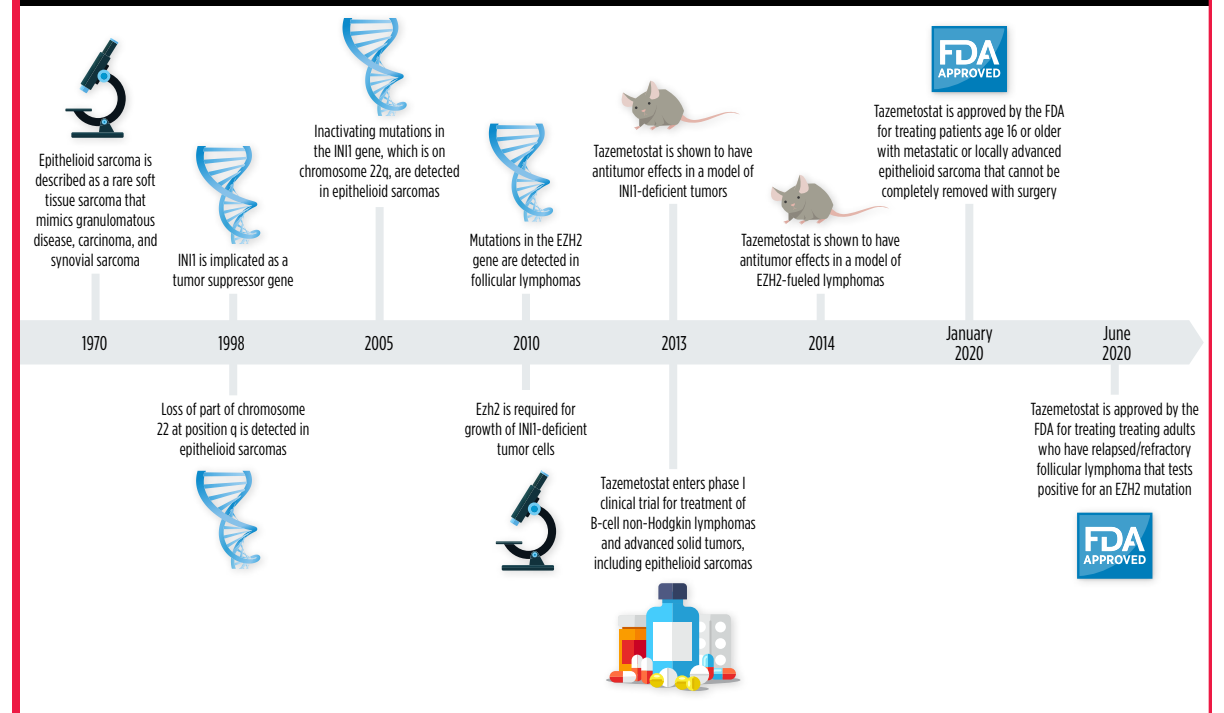 Epithelioid sarcoma is
described as a rare soft
tissue sarcoma that
mimics granulomatous
disease, carcinoma, and
synovial sarcoma
INI1 is implicated as a
tumor suppressor gene
Inactivating mutations in
the INI1 gene, which is on
chromosome 22q, are detected
in epithelioid sarcomas
Mutations in the EZH2
gene are detected in
follicular lymphomas
Tazemetostat is shown to have
antitumor effects in a model of
INI1-deficient tumors
Tazemetostat is shown to have
antitumor effects in a model of
EZH2-fueled lymphomas
FDA
APPROVED
Tazemetostat is approved by the FDA
for treating patients age 16 or older
with metastatic or locally advanced
epithelioid sarcoma that cannot be
completely removed with surgery
1970
1998
2005
2010
2013
2014
January
2020
June
2020
Loss of part of chromosome
22 at position q is detected in
epithelioid sarcomas
Ezh2 is required for
growth of INI1-deficient
tumor cells
Tazemetostat enters phase I
clinical trial for treatment of
B-cell non-Hodgkin lymphomas
and advanced solid tumors,
including epithelioid sarcomas
Tazemetostat is approved by the
FDA for treating treating adults
who have relapsed/refractory
follicular lymphoma that tests
positive for an EZH2 mutation
FDA
APPROVED